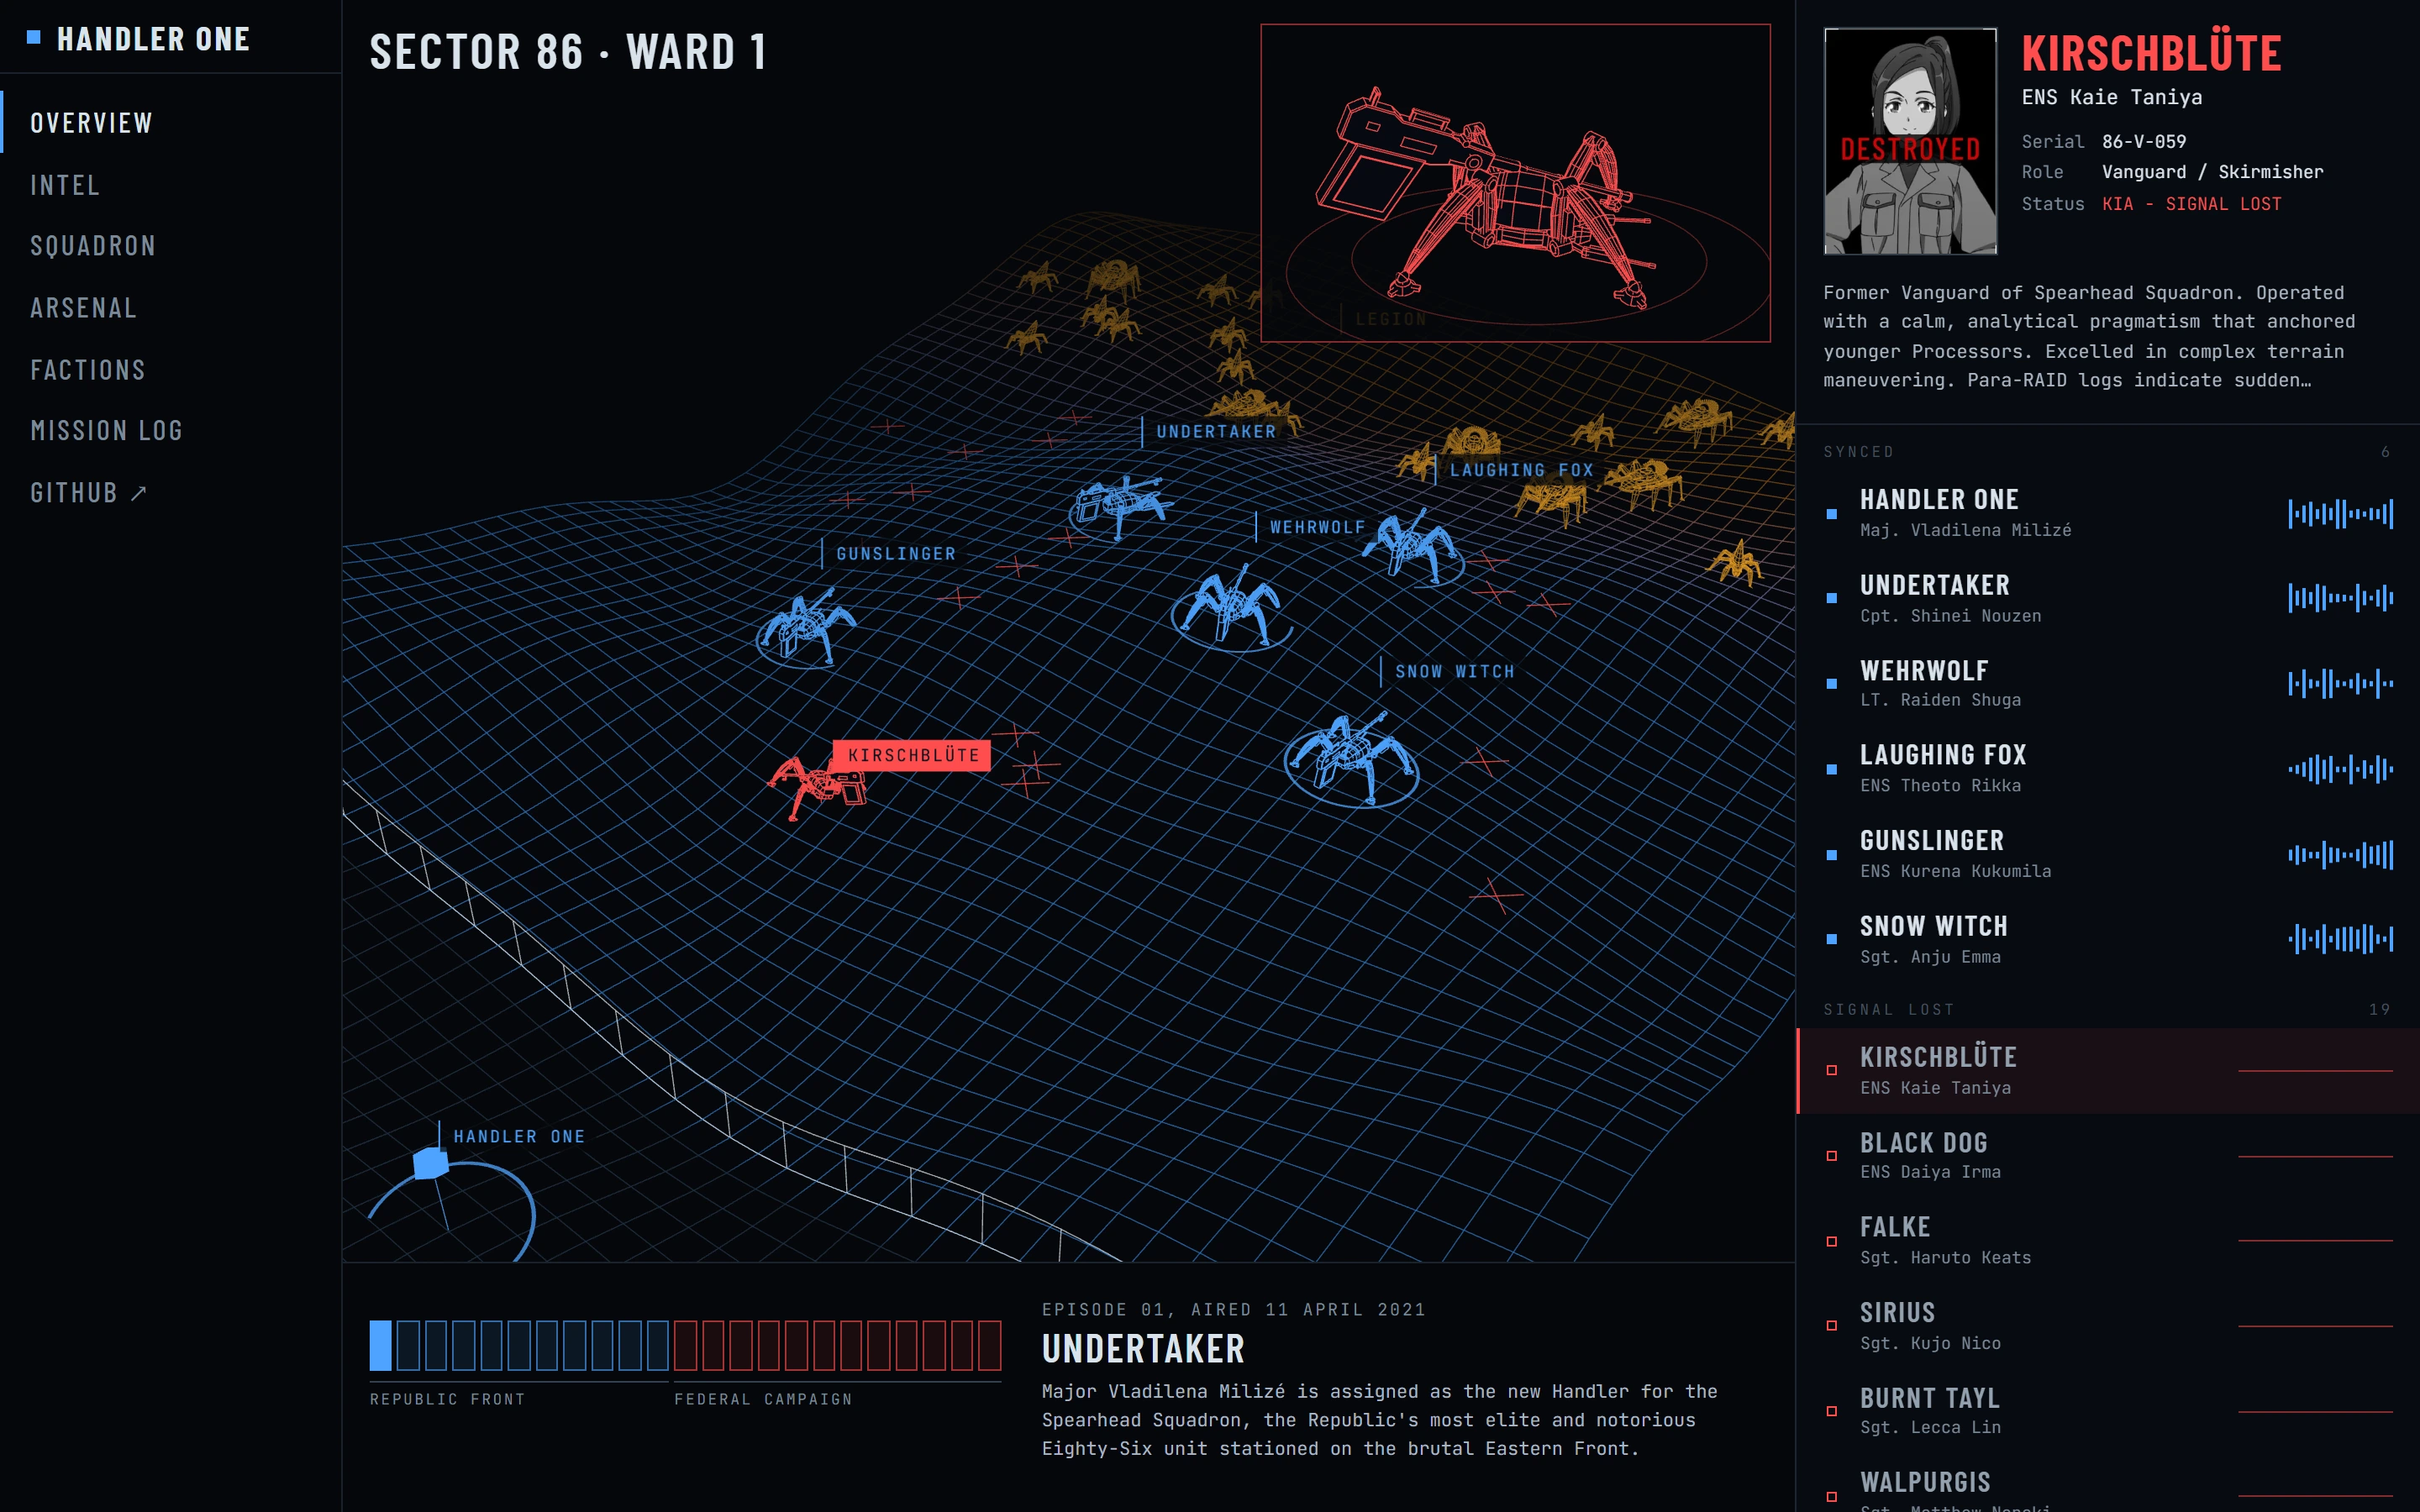 HANDLER ONE
OVERVIEW
INTEL
SQUADRON
ARSENAL
FACTIONS
MISSION LOG
GITHUB ↗
SECTOR 86 · WARD 1
LEGION
UNDERTAKER
LAUGHING FOX
WEHRWOLF
GUNSLINGER
SNOW WITCH
KIRSCHBLÜTE
HANDLER ONE
REPUBLIC FRONT
FEDERAL CAMPAIGN
EPISODE 01, AIRED 11 APRIL 2021
UNDERTAKER
Major Vladilena Milizé is assigned as the new Handler for the
Spearhead Squadron, the Republic's most elite and notorious
Eighty-Six unit stationed on the brutal Eastern Front.
DESTROYED
KIRSCHBLÜTE
ENS Kaie Taniya
Serial 86-V-059
Role Vanguard / Skirmisher
Status KIA - SIGNAL LOST
Former Vanguard of Spearhead Squadron. Operated
with a calm, analytical pragmatism that anchored
younger Processors. Excelled in complex terrain
maneuvering. Para-RAID logs indicate sudden…
SYNCED 6
HANDLER ONE
Maj. Vladilena Milizé
UNDERTAKER
Cpt. Shinei Nouzen
WEHRWOLF
LT. Raiden Shuga
LAUGHING FOX
ENS Theoto Rikka
GUNSLINGER
ENS Kurena Kukumila
SNOW WITCH
Sgt. Anju Emma
SIGNAL LOST 19
KIRSCHBLÜTE
ENS Kaie Taniya
BLACK DOG
ENS Daiya Irma
FALKE
Sgt. Haruto Keats
SIRIUS
Sgt. Kujo Nico
BURNT TAYL
Sgt. Lecca Lin
WALPURGIS